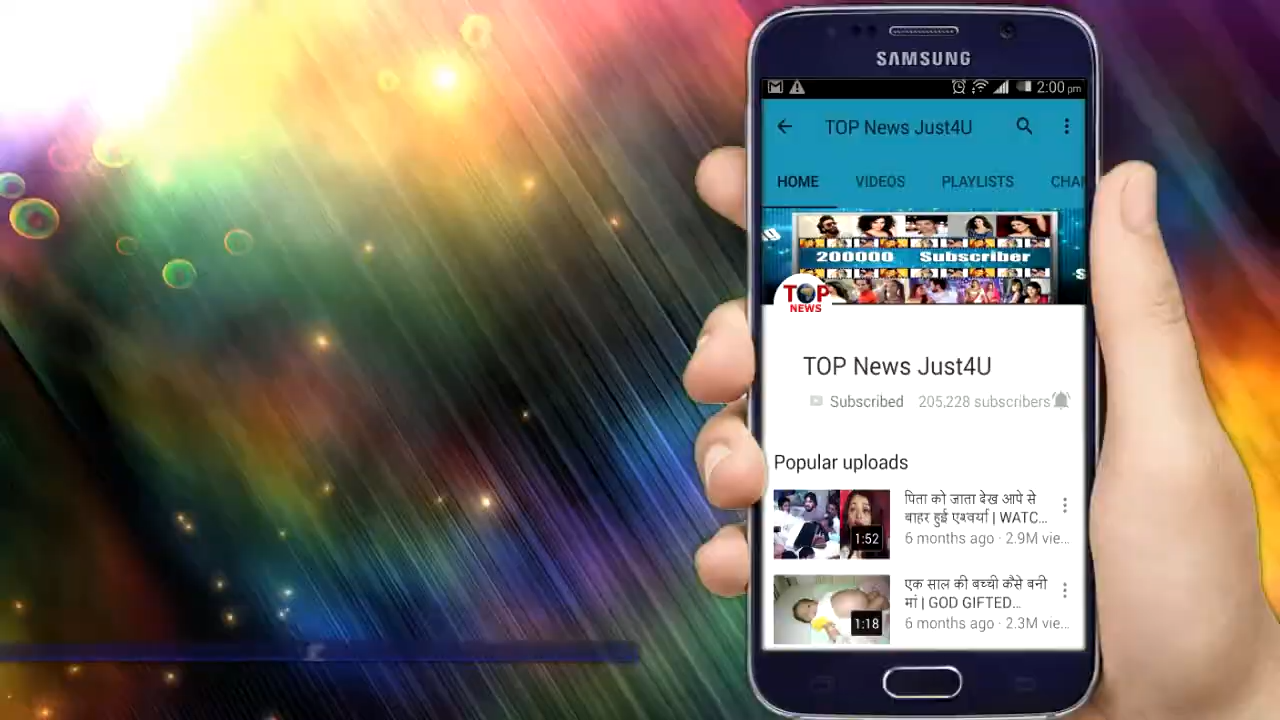 SAMSUNG
2:00 pm
TOP News Just4U
HOME VIDEOS PLAYLISTS CHA
200000 Subscriber
TOP
NEWS
TOP News Just4U
Subscribed 205,228 subscribers
Popular uploads
पिता को जाता देख आपे से
बाहर हुई एश्वर्या | WATC...
1:52
6 months ago · 2.9M vie...
एक साल की बच्ची कैसे बनी
मां | GOD GIFTED...
1:18
6 months ago · 2.3M vie...